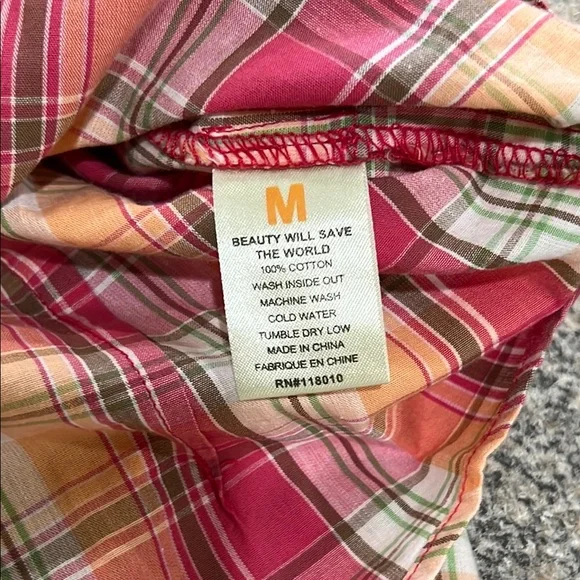 M
BEAUTY WILL SAVE
THE WORLD
100% COTTON
WASH INSIDE OUT
MACHINE WASH
COLD WATER
TUMBLE DRY LOW
MADE IN CHINA
FABRIQUE EN CHINE
RN#118010